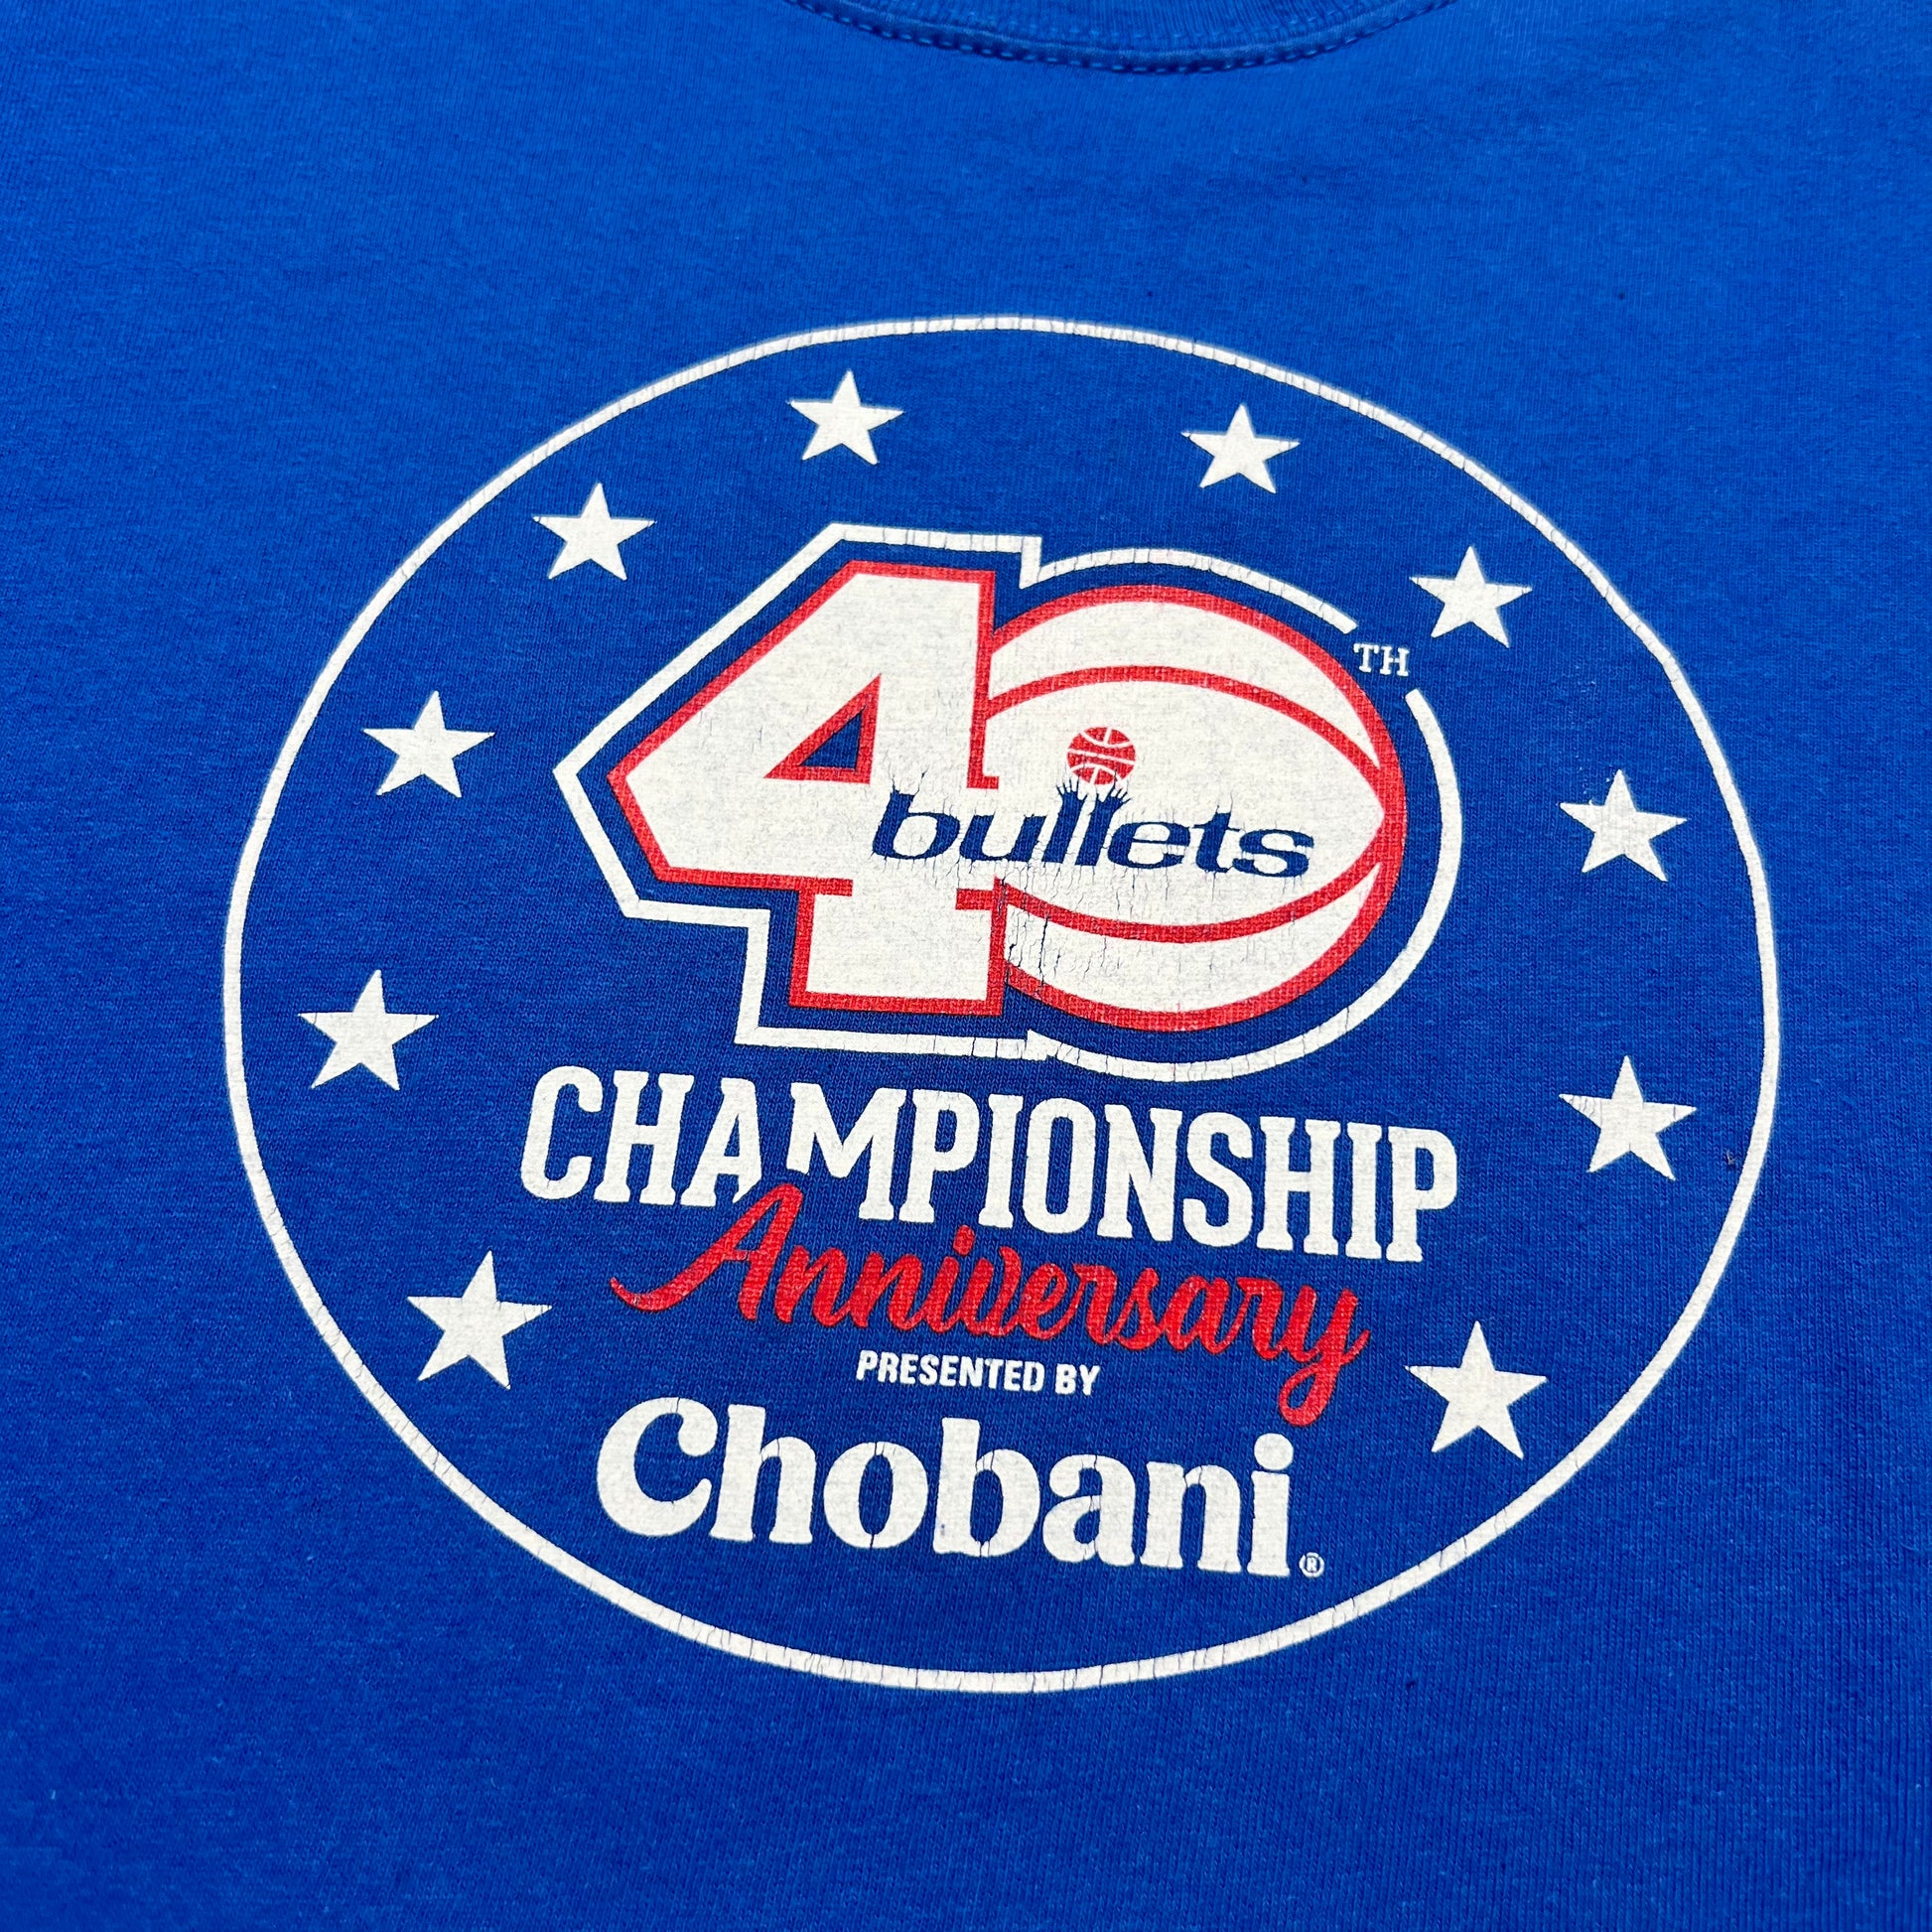 40TH
bullets
CHAMPIONSHIP
Anniversary
PRESENTED BY
Chobani®